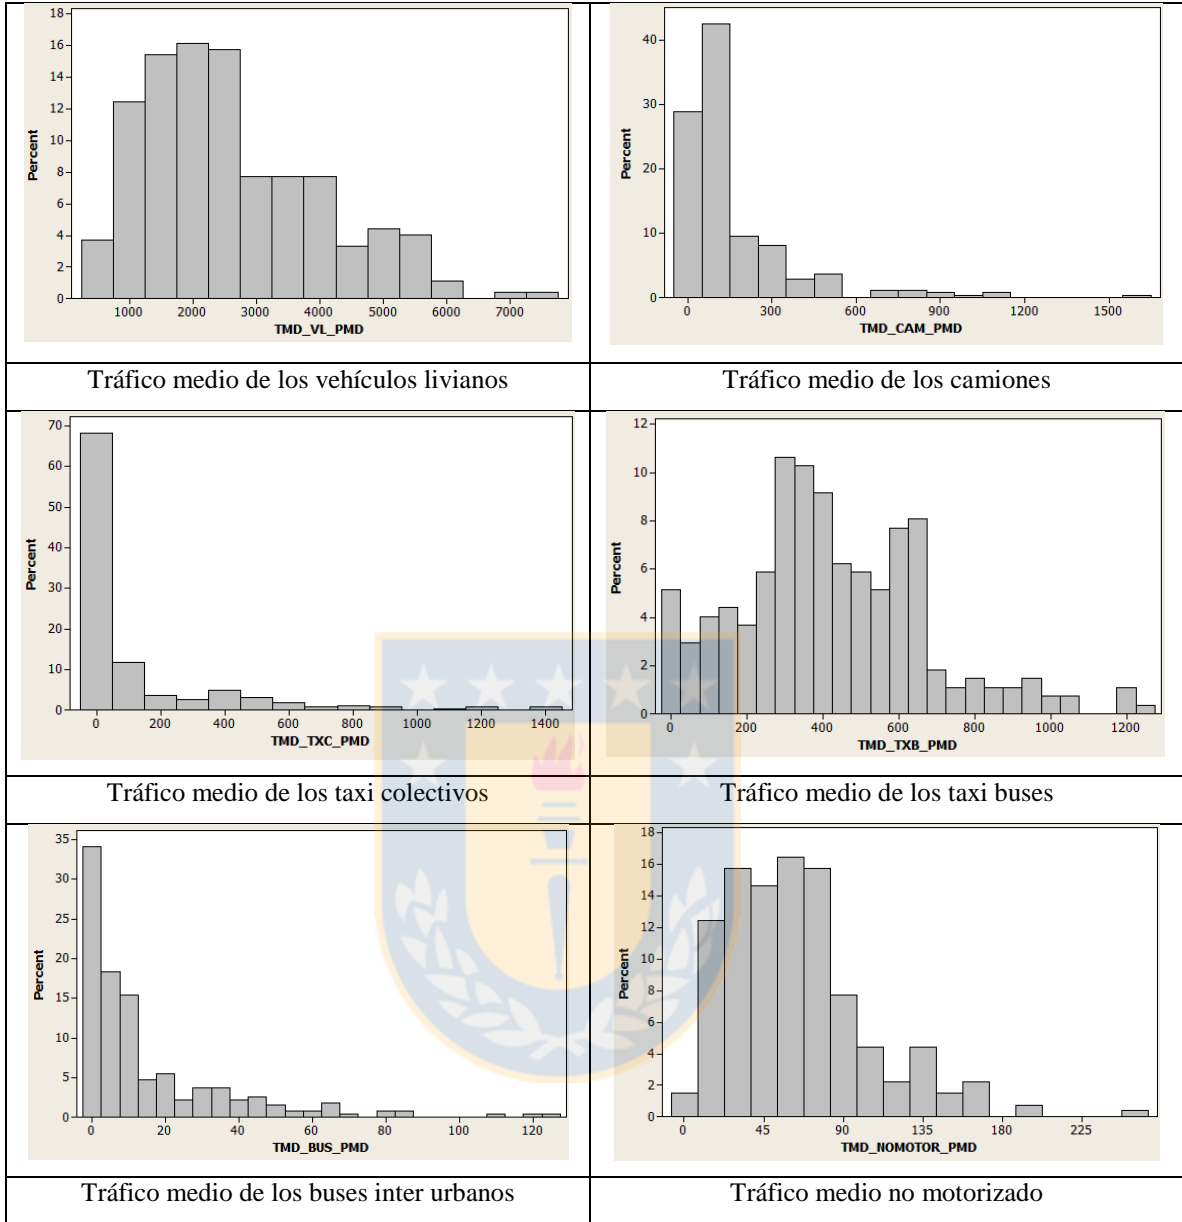 18
16
14
12
10
8
6
4
2
0
Percent
1000 2000 3000 4000 5000 6000 7000
TMD_VL_PMD
Tráfico medio de los vehículos livianos
40
30
20
10
0
Percent
0 300 600 900 1200 1500
TMD_CAM_PMD
Tráfico medio de los camiones
70
60
50
40
30
20
10
0
Percent
0 200 400 600 800 1000 1200 1400
TMD_TXC_PMD
Tráfico medio de los taxi colectivos
12
10
8
6
4
2
0
Percent
0 200 400 600 800 1000 1200
TMD_TXB_PMD
Tráfico medio de los taxi buses
35
30
25
20
15
10
5
0
Percent
0 20 40 60 80 100 120
TMD_BUS_PMD
Tráfico medio de los buses inter urbanos
18
16
14
12
10
8
6
4
2
0
Percent
0 45 90 135 180 225
TMD_NOMOTOR_PMD
Tráfico medio no motorizado